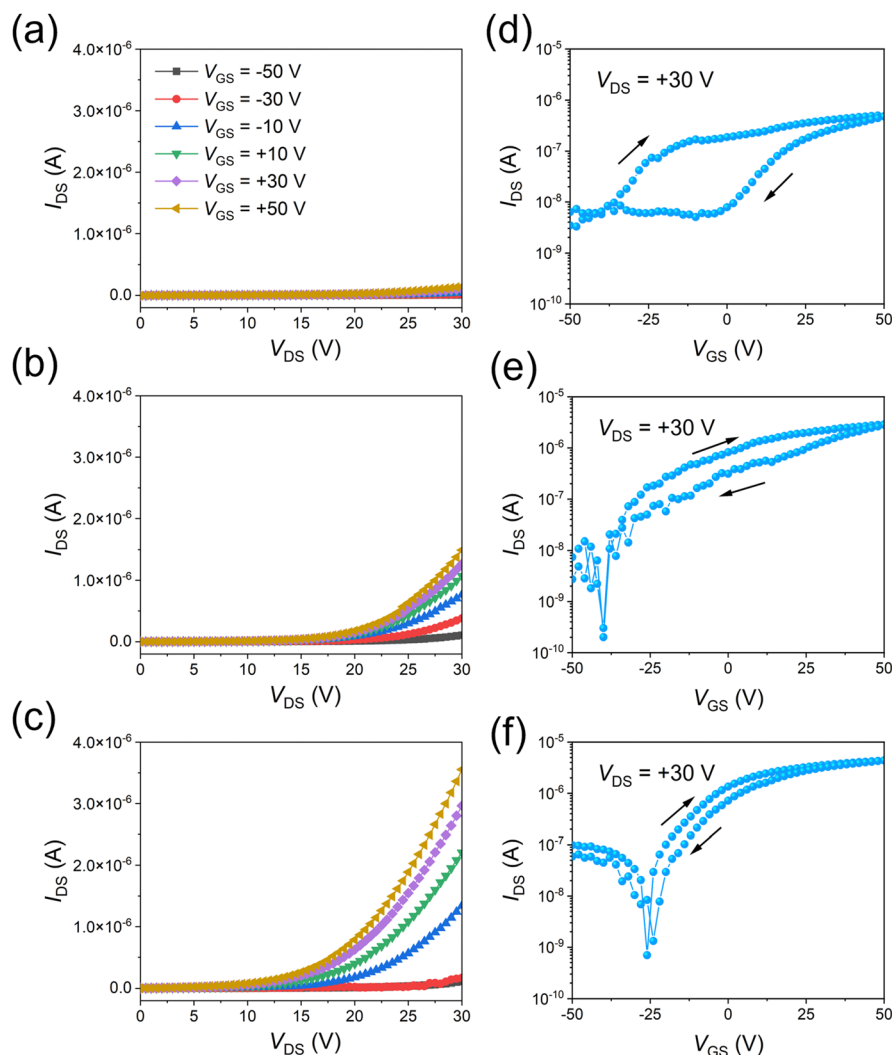 (a)
4.0×10⁻⁶
3.0×10⁻⁶
2.0×10⁻⁶
1.0×10⁻⁶
0.0
I_DS (A)
V_GS = -50 V
V_GS = -30 V
V_GS = -10 V
V_GS = +10 V
V_GS = +30 V
V_GS = +50 V
0 5 10 15 20 25 30
V_DS (V)
(d)
10⁻⁵
10⁻⁶
10⁻⁷
10⁻⁸
10⁻⁹
10⁻¹⁰
I_DS (A)
V_DS = +30 V
-50 -25 0 25 50
V_GS (V)
(b)
4.0×10⁻⁶
3.0×10⁻⁶
2.0×10⁻⁶
1.0×10⁻⁶
0.0
I_DS (A)
0 5 10 15 20 25 30
V_DS (V)
(e)
10⁻⁵
10⁻⁶
10⁻⁷
10⁻⁸
10⁻⁹
10⁻¹⁰
I_DS (A)
V_DS = +30 V
-50 -25 0 25 50
V_GS (V)
(c)
4.0×10⁻⁶
3.0×10⁻⁶
2.0×10⁻⁶
1.0×10⁻⁶
0.0
I_DS (A)
0 5 10 15 20 25 30
V_DS (V)
(f)
10⁻⁵
10⁻⁶
10⁻⁷
10⁻⁸
10⁻⁹
10⁻¹⁰
I_DS (A)
V_DS = +30 V
-50 -25 0 25 50
V_GS (V)